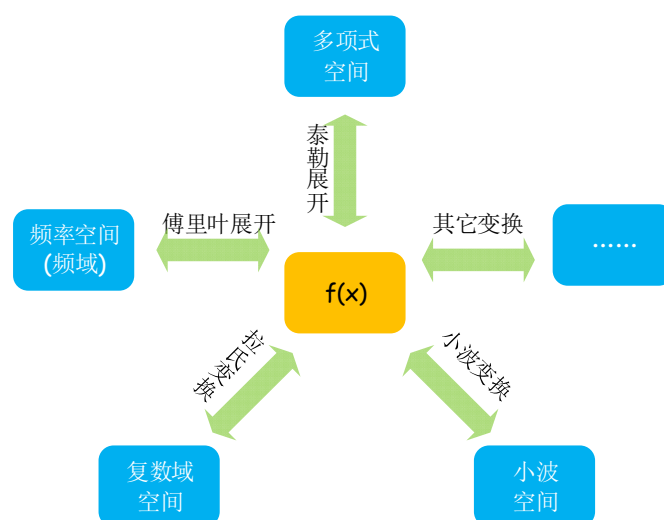 多项式
空间
泰勒展开
傅里叶展开
其它变换
频率空间
(频域)
……
f(x)
拉氏变换
小波变换
复数域
空间
小波
空间